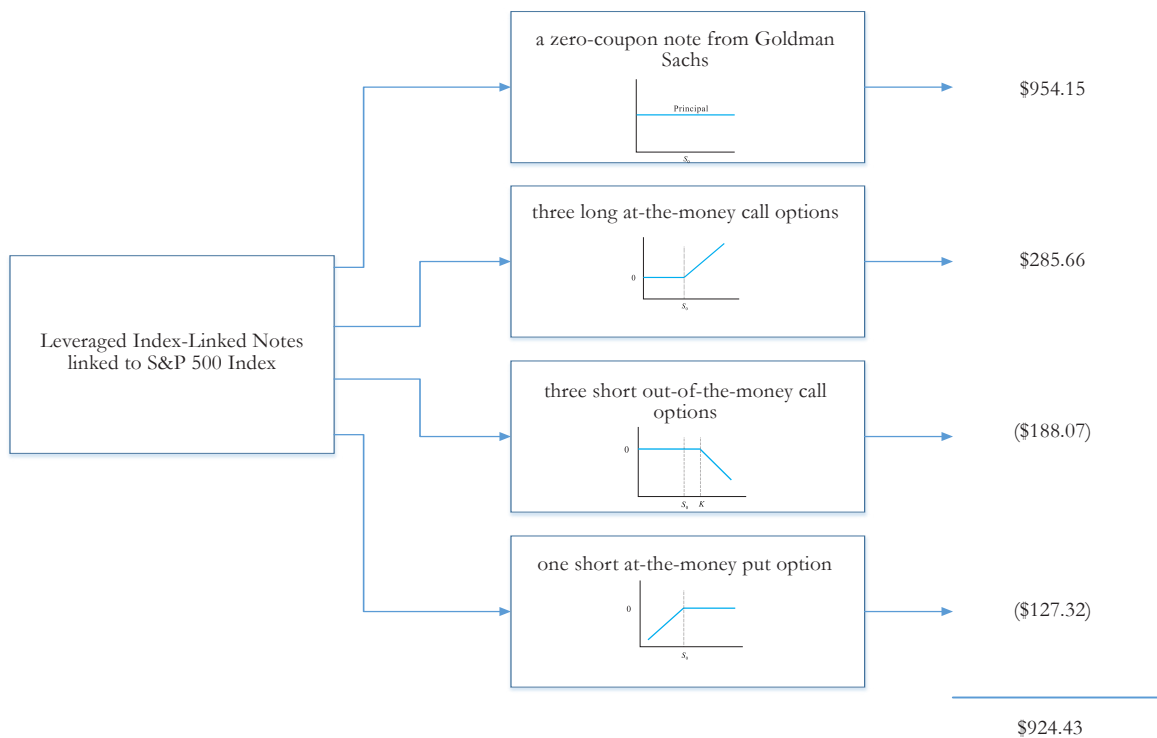 a zero-coupon note from Goldman
Sachs
Principal
S₀
$954.15
three long at-the-money call options
0
S₀
$285.66
Leveraged Index-Linked Notes
linked to S&P 500 Index
three short out-of-the-money call
options
0
S₀ K
($188.07)
one short at-the-money put option
0
S₀
($127.32)
$924.43